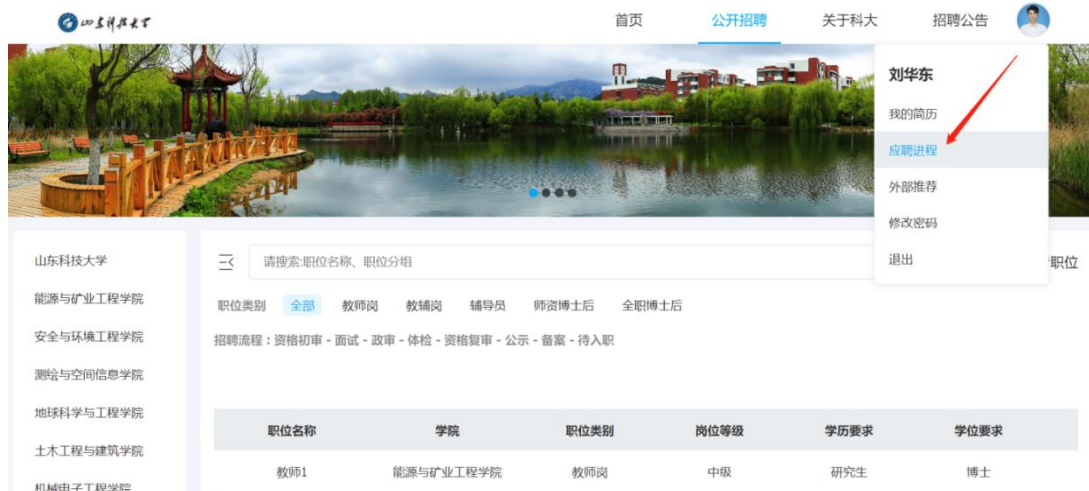 山东科技大学
首页 公开招聘 关于科大 招聘公告
刘华东
我的简历
应聘进程
外部推荐
修改密码
退出
山东科技大学
能源与矿业工程学院
安全与环境工程学院
测绘与空间信息学院
地球科学与工程学院
土木工程与建筑学院
机械电子工程学院
请搜索:职位名称、职位分组
职位
职位类别 全部 教师岗 教辅岗 辅导员 师资博士后 全职博士后
招聘流程：资格初审 - 面试 - 政审 - 体检 - 资格复审 - 公示 - 备案 - 待入职
职位名称 学院 职位类别 岗位等级 学历要求 学位要求
教师1 能源与矿业工程学院 教师岗 中级 研究生 博士